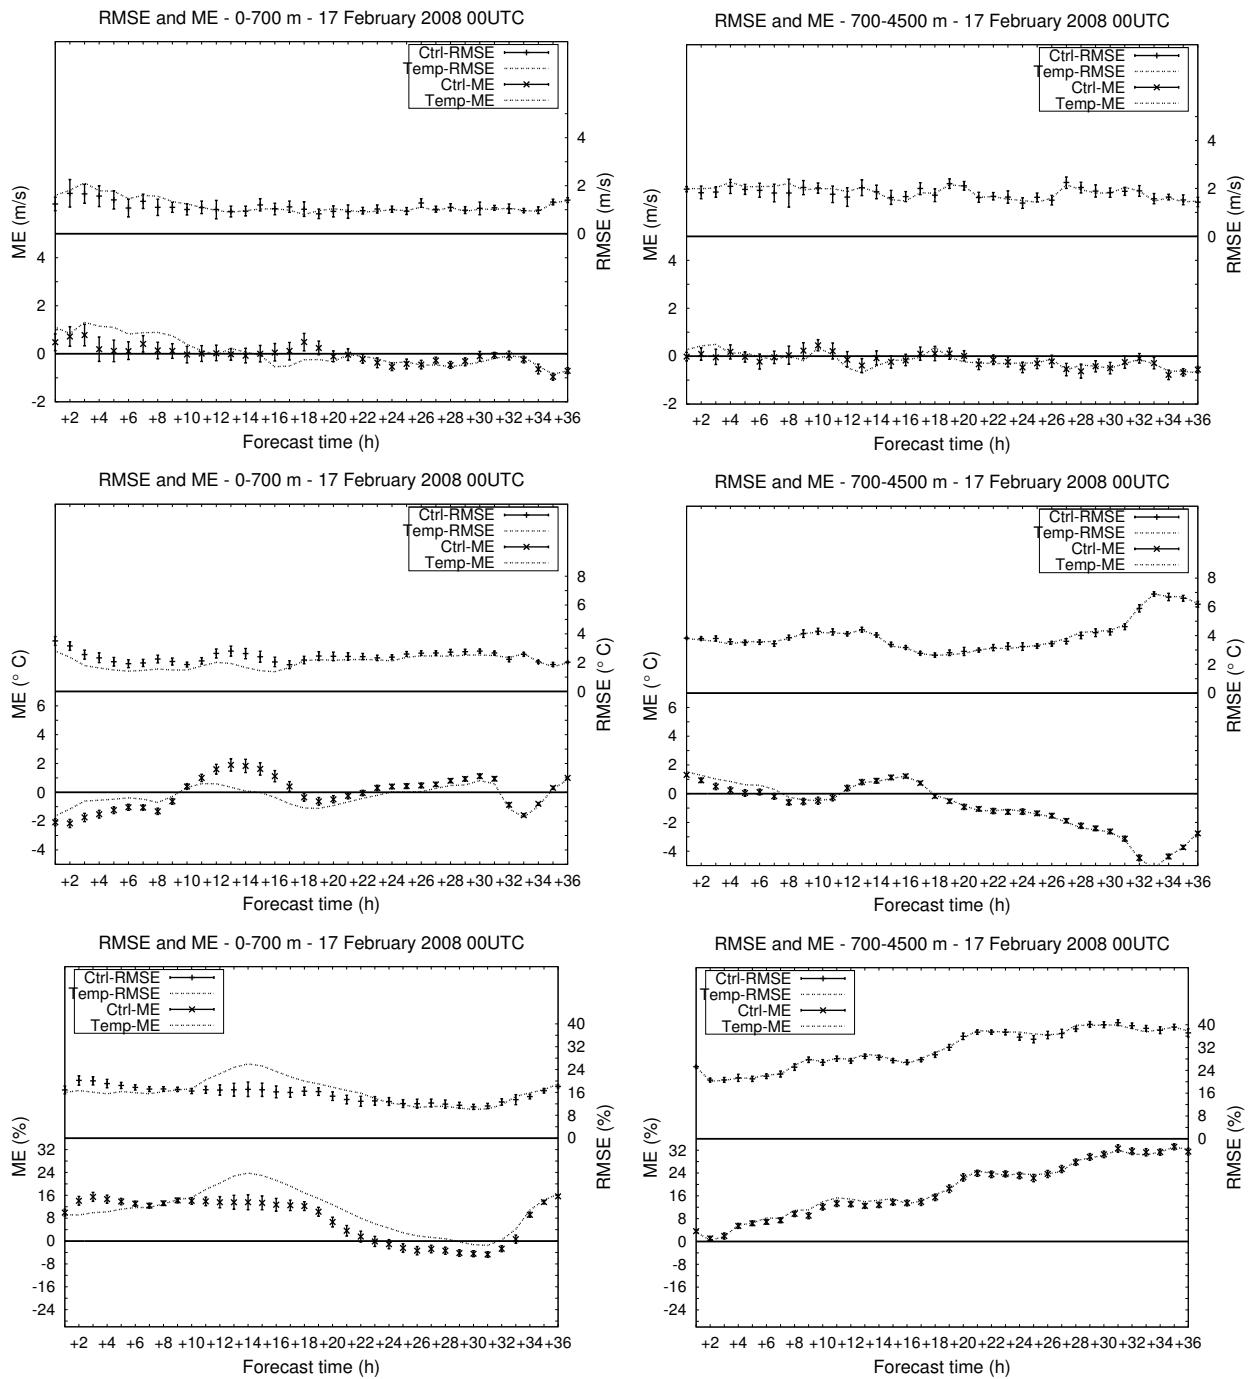 RMSE and ME - 0-700 m - 17 February 2008 00UTC
Ctrl-RMSE
Temp-RMSE
Ctrl-ME
Temp-ME
4
2
0
4
2
0
-2
ME (m/s)
RMSE (m/s)
+2 +4 +6 +8 +10 +12 +14 +16 +18 +20 +22 +24 +26 +28 +30 +32 +34 +36
Forecast time (h)
RMSE and ME - 700-4500 m - 17 February 2008 00UTC
Ctrl-RMSE
Temp-RMSE
Ctrl-ME
Temp-ME
4
2
0
4
2
0
-2
ME (m/s)
RMSE (m/s)
+2 +4 +6 +8 +10 +12 +14 +16 +18 +20 +22 +24 +26 +28 +30 +32 +34 +36
Forecast time (h)
RMSE and ME - 0-700 m - 17 February 2008 00UTC
Ctrl-RMSE
Temp-RMSE
Ctrl-ME
Temp-ME
8
6
4
2
0
6
4
2
0
-2
-4
ME (° C)
RMSE (° C)
+2 +4 +6 +8 +10 +12 +14 +16 +18 +20 +22 +24 +26 +28 +30 +32 +34 +36
Forecast time (h)
RMSE and ME - 700-4500 m - 17 February 2008 00UTC
Ctrl-RMSE
Temp-RMSE
Ctrl-ME
Temp-ME
8
6
4
2
0
6
4
2
0
-2
-4
ME (° C)
RMSE (° C)
+2 +4 +6 +8 +10 +12 +14 +16 +18 +20 +22 +24 +26 +28 +30 +32 +34 +36
Forecast time (h)
RMSE and ME - 0-700 m - 17 February 2008 00UTC
Ctrl-RMSE
Temp-RMSE
Ctrl-ME
Temp-ME
40
32
24
16
8
0
32
24
16
8
0
-8
-16
-24
ME (%)
RMSE (%)
+2 +4 +6 +8 +10 +12 +14 +16 +18 +20 +22 +24 +26 +28 +30 +32 +34 +36
Forecast time (h)
RMSE and ME - 700-4500 m - 17 February 2008 00UTC
Ctrl-RMSE
Temp-RMSE
Ctrl-ME
Temp-ME
40
32
24
16
8
0
32
24
16
8
0
-8
-16
-24
ME (%)
RMSE (%)
+2 +4 +6 +8 +10 +12 +14 +16 +18 +20 +22 +24 +26 +28 +30 +32 +34 +36
Forecast time (h)